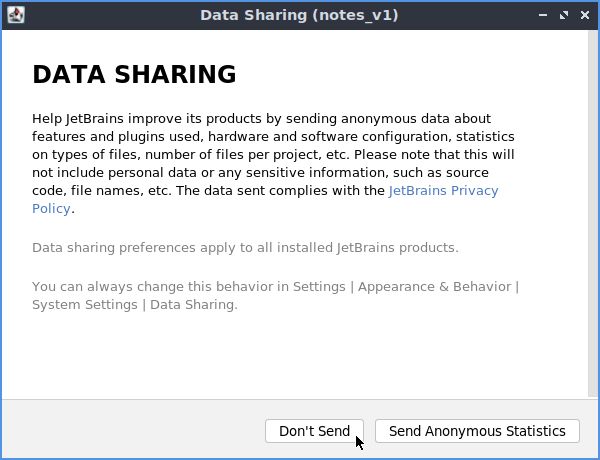 Data Sharing (notes_v1)
DATA SHARING
Help JetBrains improve its products by sending anonymous data about
features and plugins used, hardware and software configuration, statistics
on types of files, number of files per project, etc. Please note that this will
not include personal data or any sensitive information, such as source
code, file names, etc. The data sent complies with the JetBrains Privacy
Policy.
Data sharing preferences apply to all installed JetBrains products.
You can always change this behavior in Settings | Appearance & Behavior |
System Settings | Data Sharing.
Don't Send
Send Anonymous Statistics